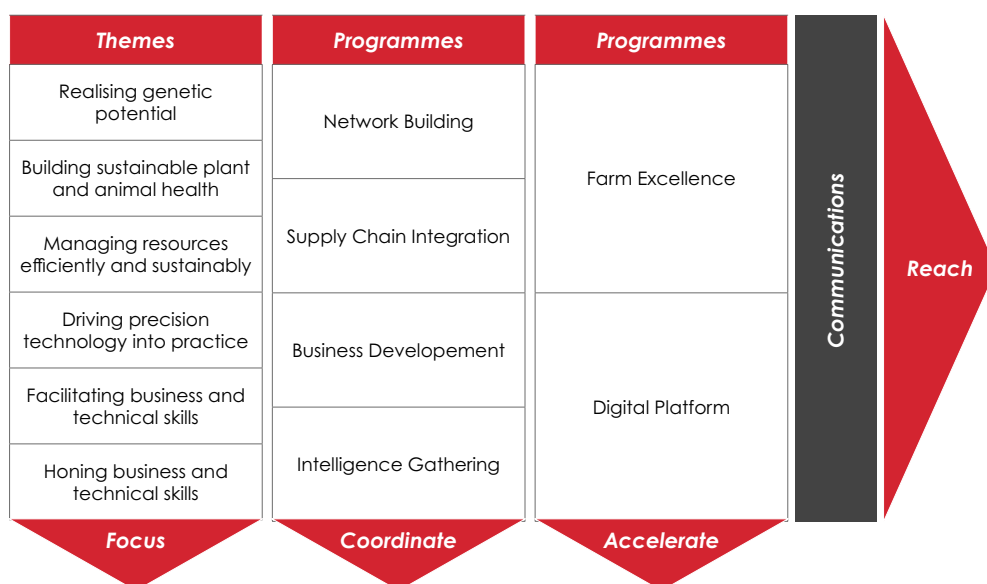 Themes
Realising genetic
potential
Building sustainable plant
and animal health
Managing resources
efficiently and sustainably
Driving precision
technology into practice
Facilitating business and
technical skills
Honing business and
technical skills
Focus
Programmes
Network Building
Supply Chain Integration
Business Developement
Intelligence Gathering
Coordinate
Programmes
Farm Excellence
Digital Platform
Accelerate
Communications
Reach